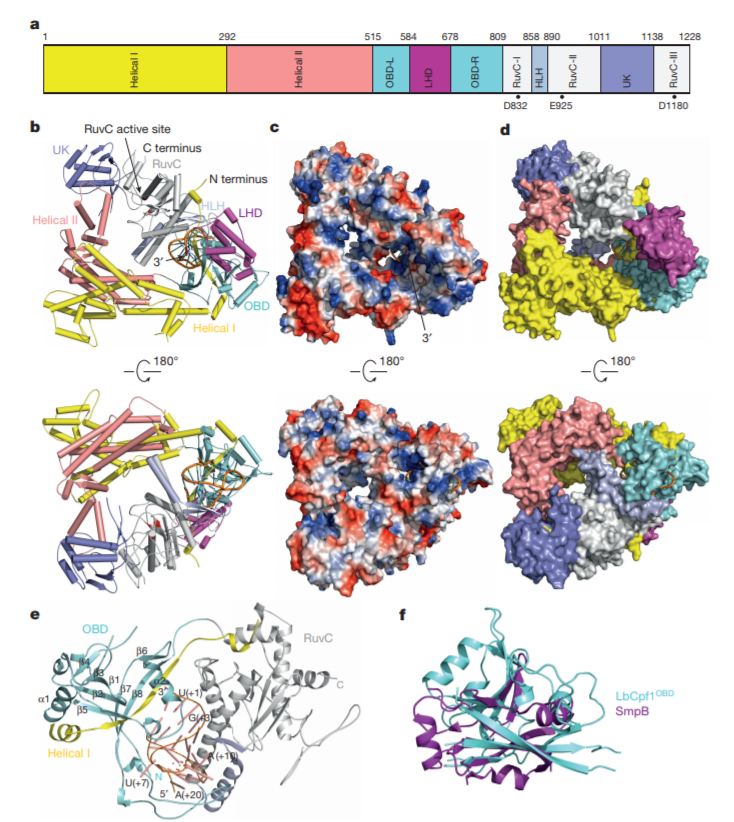 a
1 292 515 584 678 809 858 890 1011 1138 1228
Helical I Helical II OBD-L LHD OBD-R RuvC-I HLH RuvC-II UK RuvC-III
D832 E925 D1180
b c d
RuvC active site
UK C terminus
RuvC
N terminus
HLH
LHD
Helical II
3′
OBD
Helical I
3′
180° 180° 180°
e f
OBD
RuvC
β6
β4
β3
β1
α2
β7
3′
U(+1)
C
α1
β2
β8
β5
G(+3)
LbCpf1OBD
SmpB
Helical I
A(+19)
U(+7)
N
5′ A(+20)